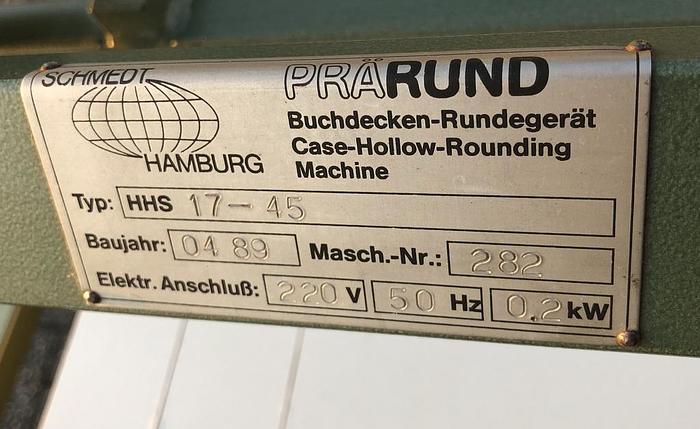 SCHMEDT
HAMBURG
PRÄRUND
Buchdecken-Rundegerät
Case-Hollow-Rounding
Machine
Typ: HHS 17-45
Baujahr: 04 89 Masch.-Nr.: 282
Elektr. Anschluß: 220 V 50 Hz 0.2 kW